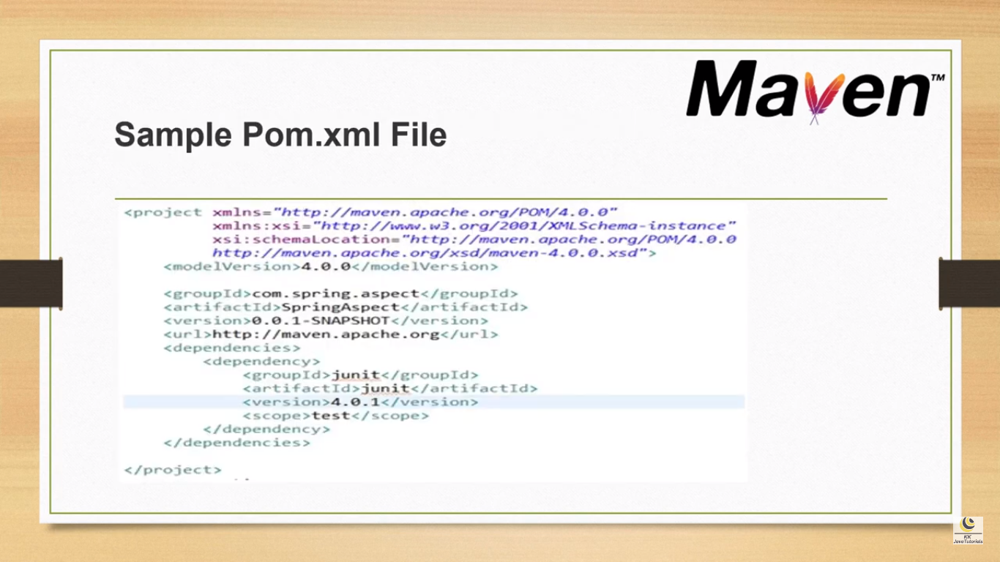 Maven™
Sample Pom.xml File
<project xmlns="http://maven.apache.org/POM/4.0.0"
xmlns:xsi="http://www.w3.org/2001/XMLSchema-instance"
xsi:schemaLocation="http://maven.apache.org/POM/4.0.0
http://maven.apache.org/xsd/maven-4.0.0.xsd">
<modelVersion>4.0.0</modelVersion>
<groupId>com.spring.aspect</groupId>
<artifactId>SpringAspect</artifactId>
<version>0.0.1-SNAPSHOT</version>
<url>http://maven.apache.org</url>
<dependencies>
<dependency>
<groupId>junit</groupId>
<artifactId>junit</artifactId>
<version>4.0.1</version>
<scope>test</scope>
</dependency>
</dependencies>
</project>
KK
JavaTutorials